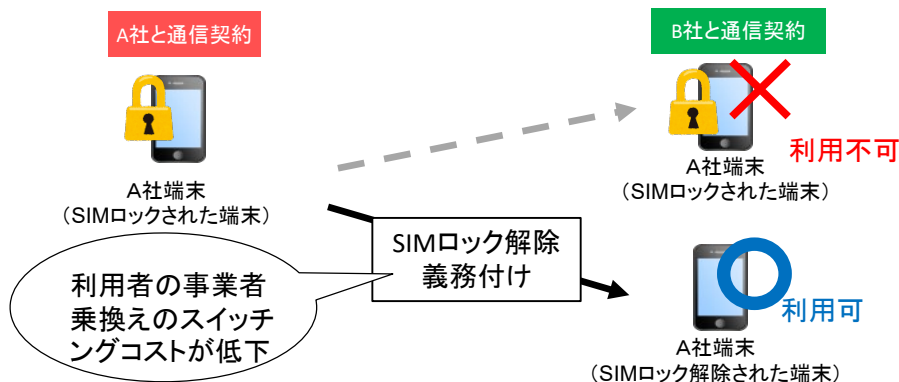 A社と通信契約
B社と通信契約
A社端末
（SIMロックされた端末）
利用不可
A社端末
（SIMロックされた端末）
SIMロック解除
義務付け
利用者の事業者
乗換えのスイッチ
ングコストが低下
利用可
A社端末
（SIMロック解除された端末）